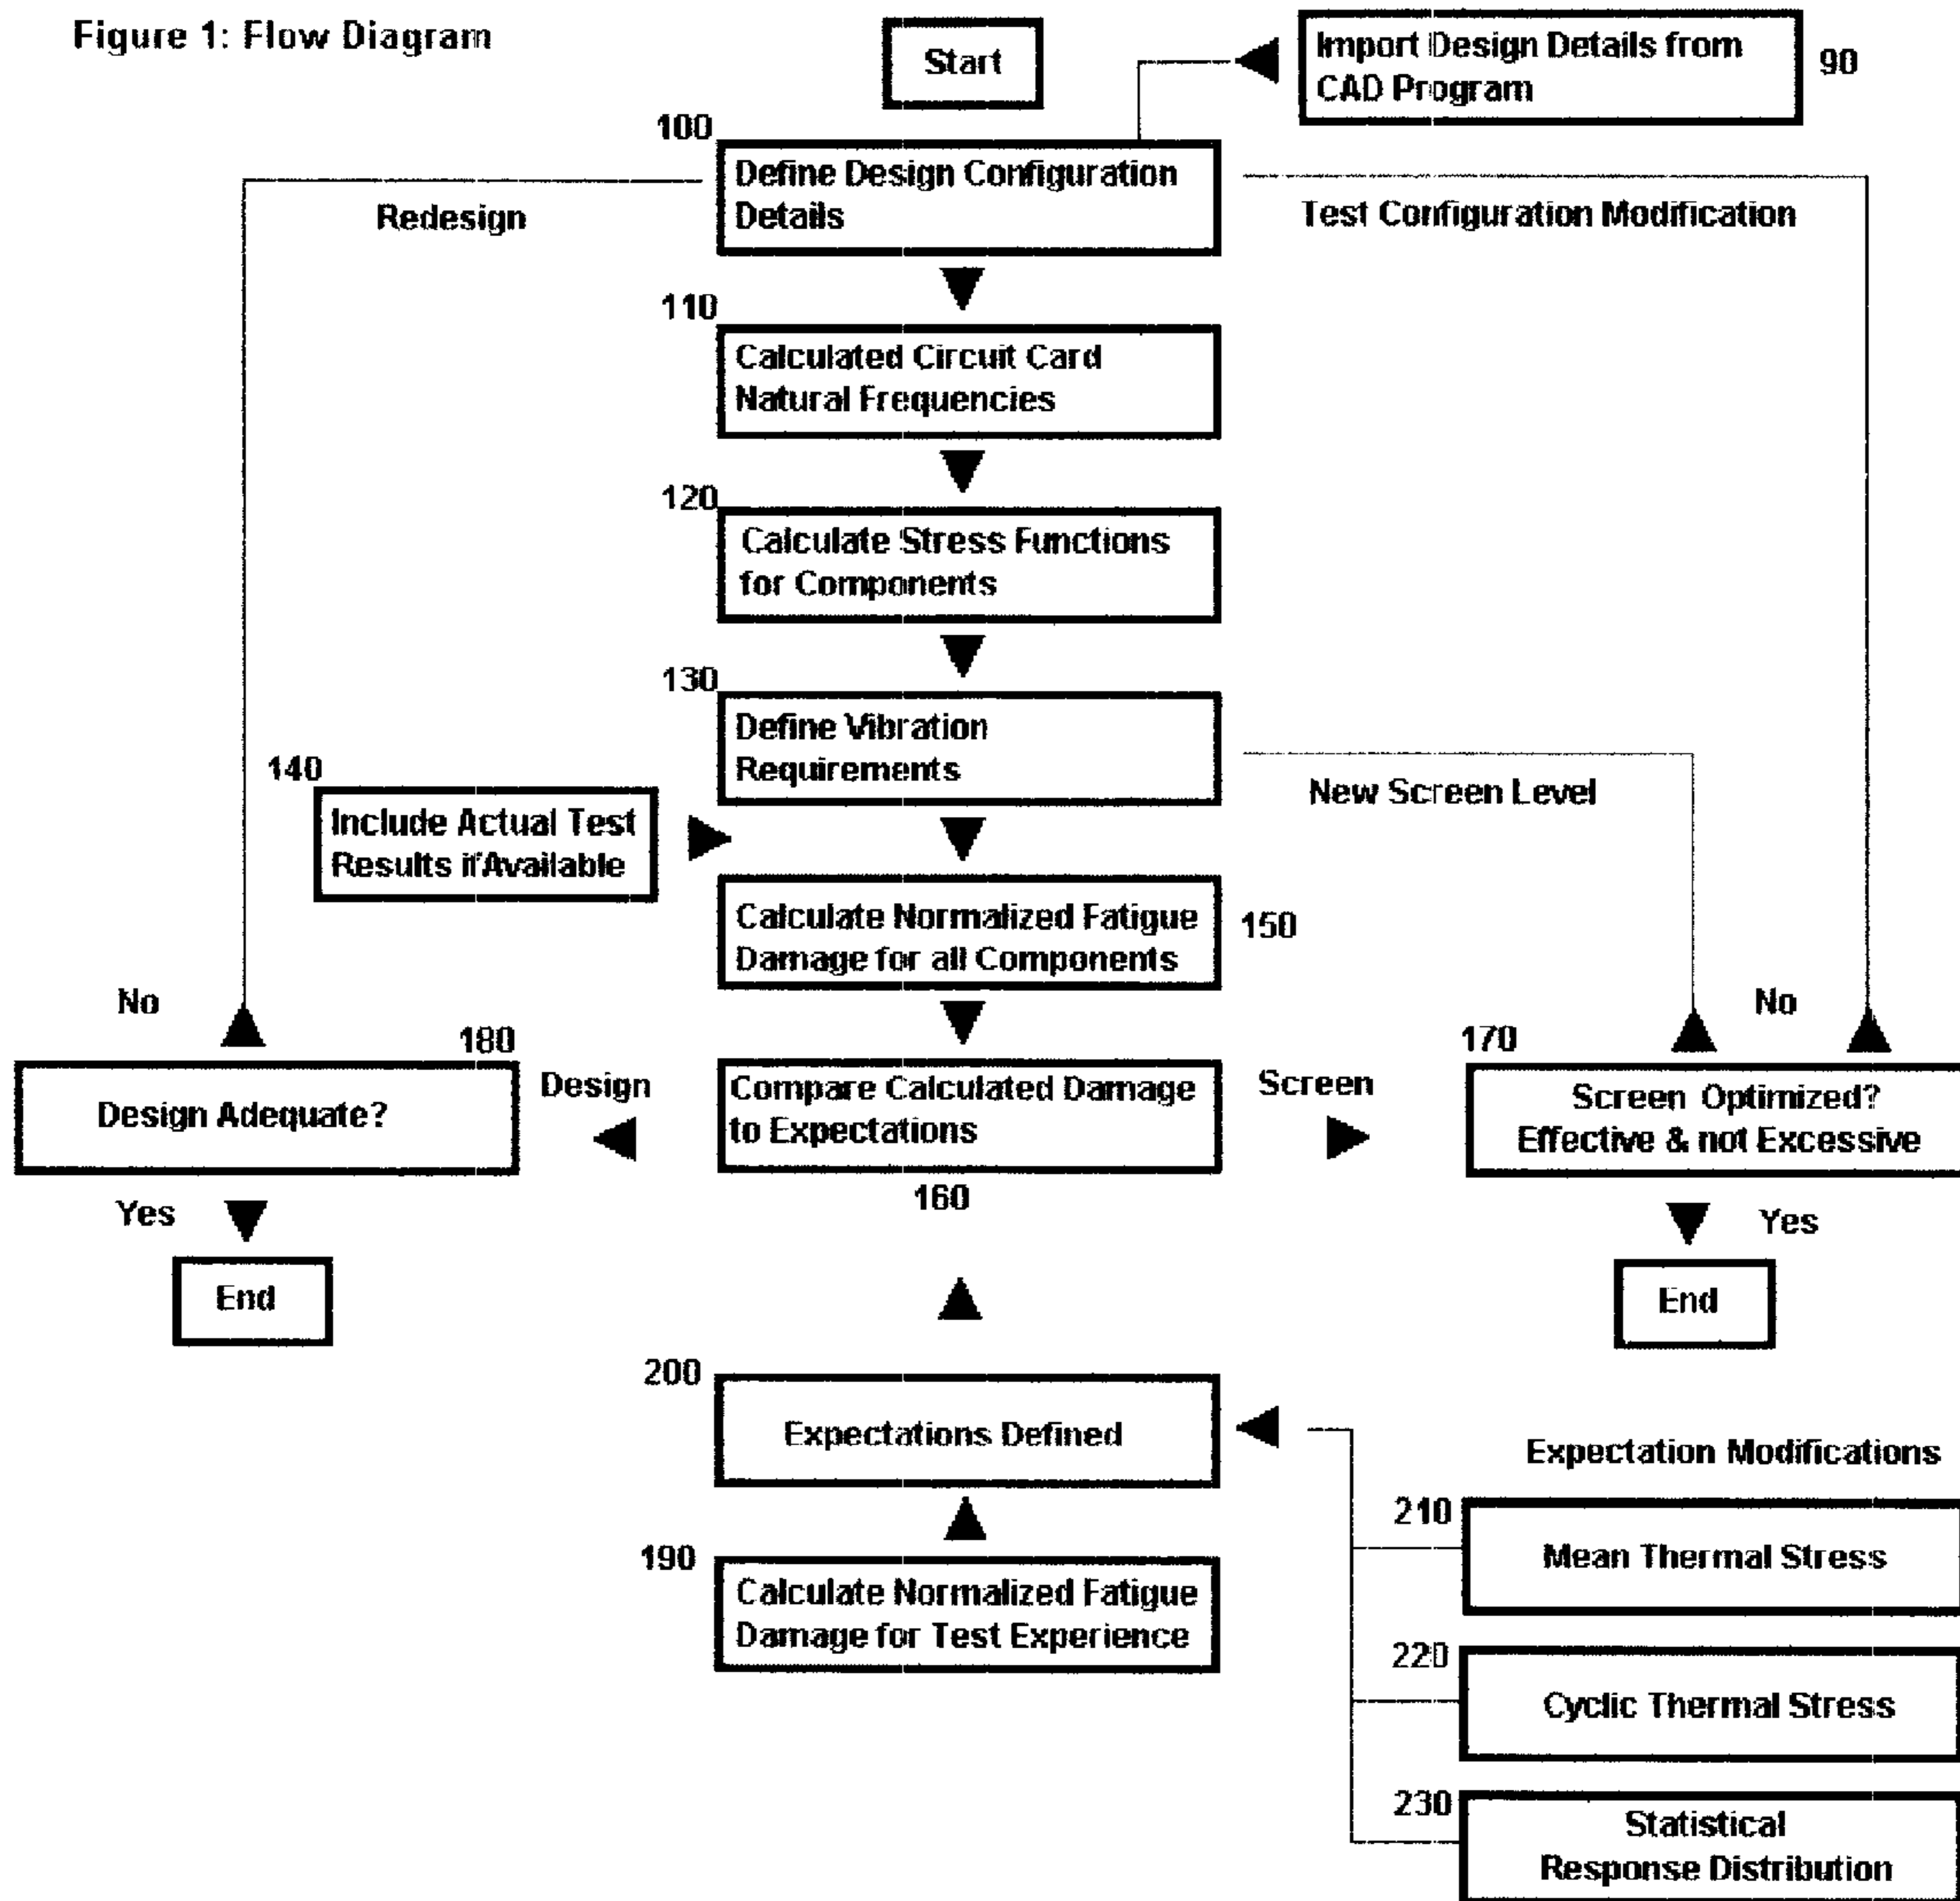 Figure 1: Flow Diagram
Start
Import Design Details from
CAD Program
90
100
Define Design Configuration
Details
Redesign
Test Configuration Modification
110
Calculated Circuit Card
Natural Frequencies
120
Calculate Stress Functions
for Components
130
Define Vibration
Requirements
140
Include Actual Test
Results if Available
New Screen Level
Calculate Normalized Fatigue
Damage for all Components
150
No
No
180
Design Adequate?
Design
Compare Calculated Damage
to Expectations
160
Screen
170
Screen Optimized?
Effective & not Excessive
Yes
End
Yes
End
200
Expectations Defined
Expectation Modifications
190
Calculate Normalized Fatigue
Damage for Test Experience
210
Mean Thermal Stress
220
Cyclic Thermal Stress
230
Statistical
Response Distribution